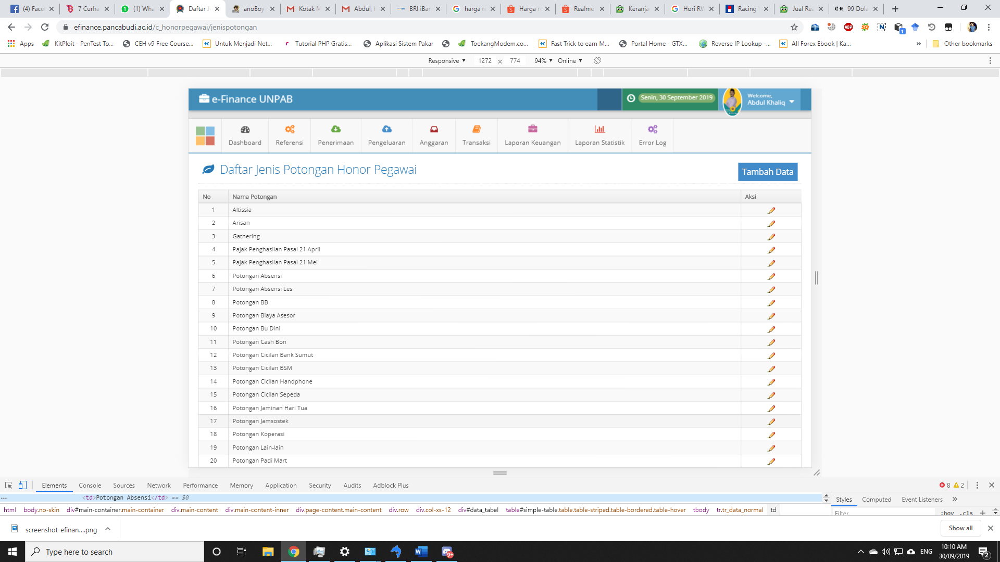 (4) Face
7 Curha
(1) Wha
Daftar J
anoBoy
Kotak M
Abdul, h
BRI iBan
harga re
Harga r
Realme
Keranja
Hori RW
Racing
Jual Rea
99 Dola
efinance.pancabudi.ac.id/c_honorpegawai/jenispotongan
Apps
KitPloit - PenTest To...
CEH v9 Free Course...
Untuk Menjadi Net...
Tutorial PHP Gratis...
Aplikasi Sistem Pakar
ToekangModem.co...
Fast Trick to earn M...
Portal Home - GTX...
Reverse IP Lookup -...
All Forex Ebook | Ka...
»
Other bookmarks
Responsive ▼ 1272 x 774 94% ▼ Online ▼
e-Finance UNPAB
Senin, 30 September 2019
Welcome,
Abdul Khaliq
Dashboard
Referensi
Penerimaan
Pengeluaran
Anggaran
Transaksi
Laporan Keuangan
Laporan Statistik
Error Log
Daftar Jenis Potongan Honor Pegawai
Tambah Data
No Nama Potongan Aksi
1 Altissia
2 Arisan
3 Gathering
4 Pajak Penghasilan Pasal 21 April
5 Pajak Penghasilan Pasal 21 Mei
6 Potongan Absensi
7 Potongan Absensi Les
8 Potongan BB
9 Potongan Biaya Asesor
10 Potongan Bu Dini
11 Potongan Cash Bon
12 Potongan Cicilan Bank Sumut
13 Potongan Cicilan BSM
14 Potongan Cicilan Handphone
15 Potongan Cicilan Sepeda
16 Potongan Jaminan Hari Tua
17 Potongan Jamsostek
18 Potongan Koperasi
19 Potongan Lain-lain
20 Potongan Padi Mart
Elements Console Sources Network Performance Memory Application Security Audits Adblock Plus
8 2
... <td>Potongan Absensi</td> == $0
Styles Computed Event Listeners »
html body.no-skin div#main-container.main-container div.main-content div.main-content-inner div.page-content.main-content div.row div.col-xs-12 div#data_tabel table#simple-table.table.table-striped.table-bordered.table-hover tbody tr.tr_data_normal td
Filter :hov .cls +
screenshot-efinan....png
Show all
Type here to search
9+
ENG
10:10 AM
30/09/2019
2